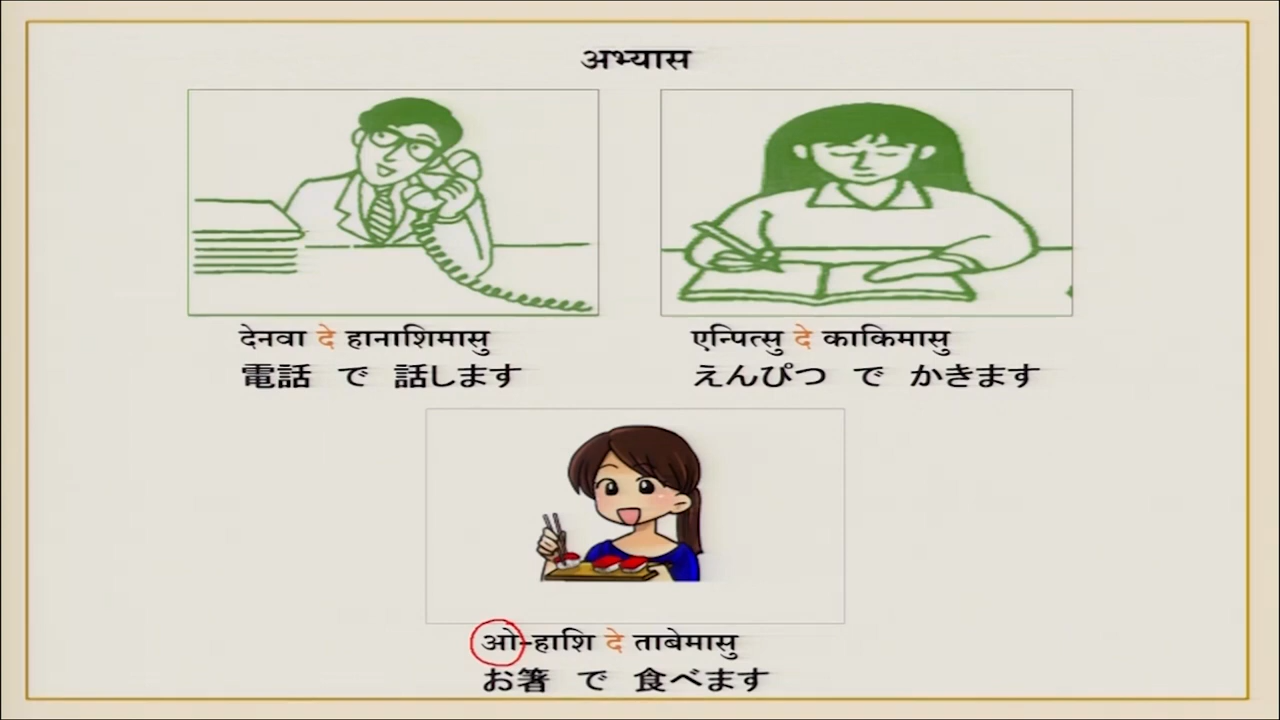 अभ्यास
देनवा दे हानाशिमासु
電話 で 話します
एन्पित्सु दे काकिमासु
えんぴつ で かきます
ओ-हाशि दे ताबेमासु
お箸 で 食べます